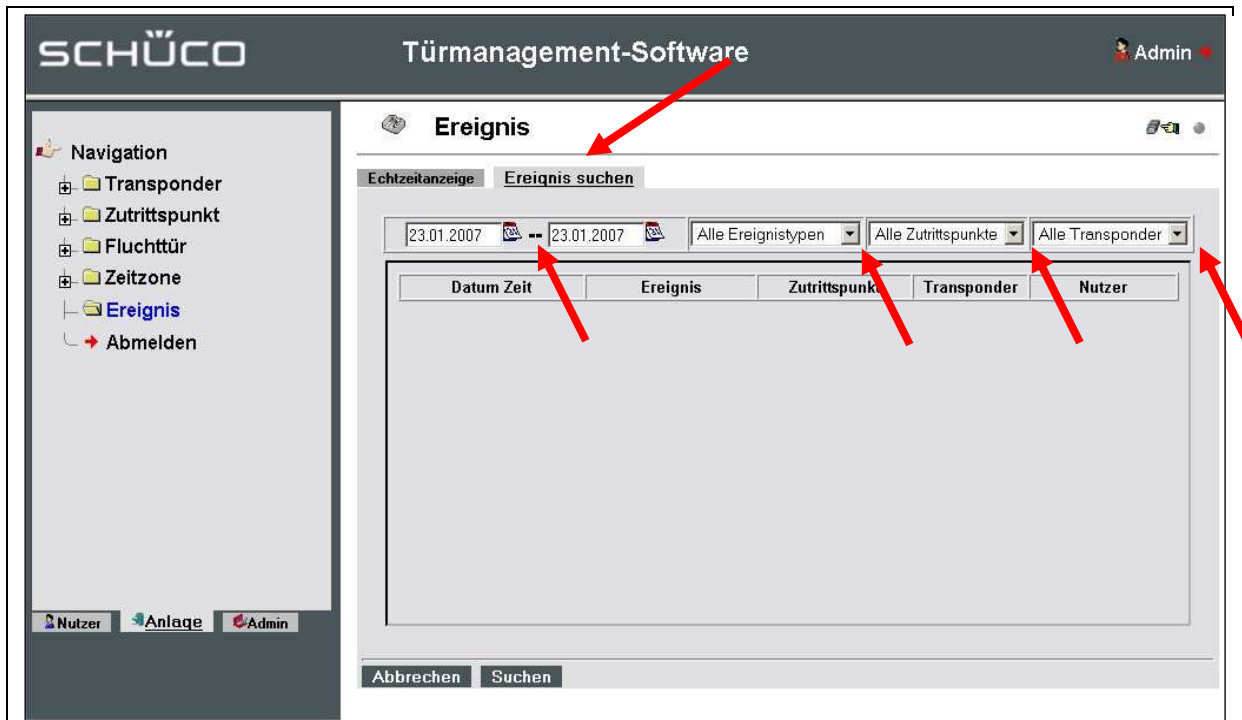 SCHÜCO Türmanagement-Software Admin
Ereignis
Navigation
Transponder
Zutrittspunkt
Fluchttür
Zeitzone
Ereignis
Abmelden
Nutzer Anlage Admin
Echtzeitanzeige Ereignis suchen
23.01.2007 -- 23.01.2007 Alle Ereignistypen Alle Zutrittspunkte Alle Transponder
Datum Zeit Ereignis Zutrittspunkt Transponder Nutzer
Abbrechen Suchen